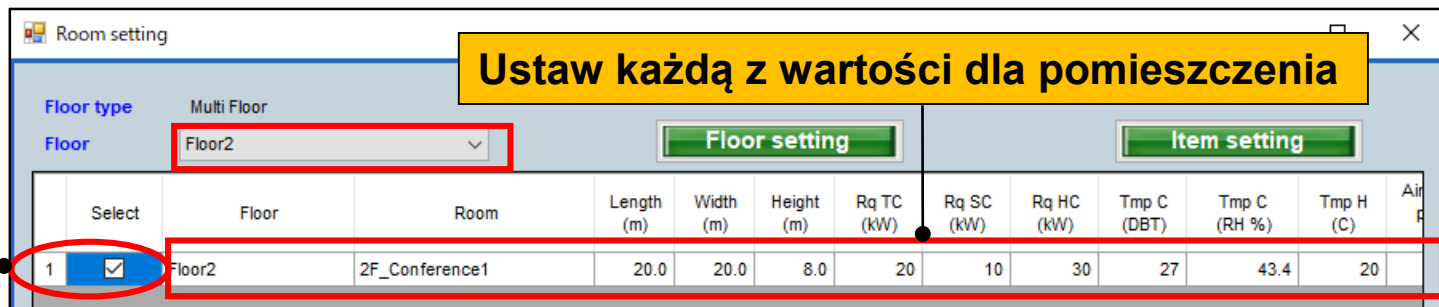 Room setting
Ustaw każdą z wartości dla pomieszczenia
Floor type Multi Floor
Floor Floor2 Floor setting Item setting
Select Floor Room Length (m) Width (m) Height (m) Rq TC (kW) Rq SC (kW) Rq HC (kW) Tmp C (DBT) Tmp C (RH %) Tmp H (C) Air
1 Floor2 2F_Conference1 20.0 20.0 8.0 20 10 30 27 43.4 20